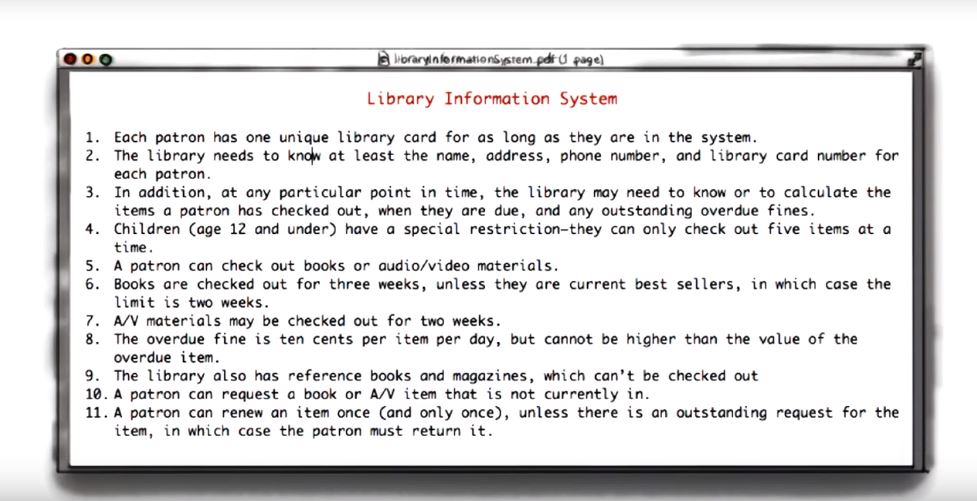 libraryInformationSystem.pdf (1 page)
Library Information System
1. Each patron has one unique library card for as long as they are in the system.
2. The library needs to know at least the name, address, phone number, and library card number for
each patron.
3. In addition, at any particular point in time, the library may need to know or to calculate the
items a patron has checked out, when they are due, and any outstanding overdue fines.
4. Children (age 12 and under) have a special restriction–they can only check out five items at a
time.
5. A patron can check out books or audio/video materials.
6. Books are checked out for three weeks, unless they are current best sellers, in which case the
limit is two weeks.
7. A/V materials may be checked out for two weeks.
8. The overdue fine is ten cents per item per day, but cannot be higher than the value of the
overdue item.
9. The library also has reference books and magazines, which can't be checked out
10. A patron can request a book or A/V item that is not currently in.
11. A patron can renew an item once (and only once), unless there is an outstanding request for the
item, in which case the patron must return it.